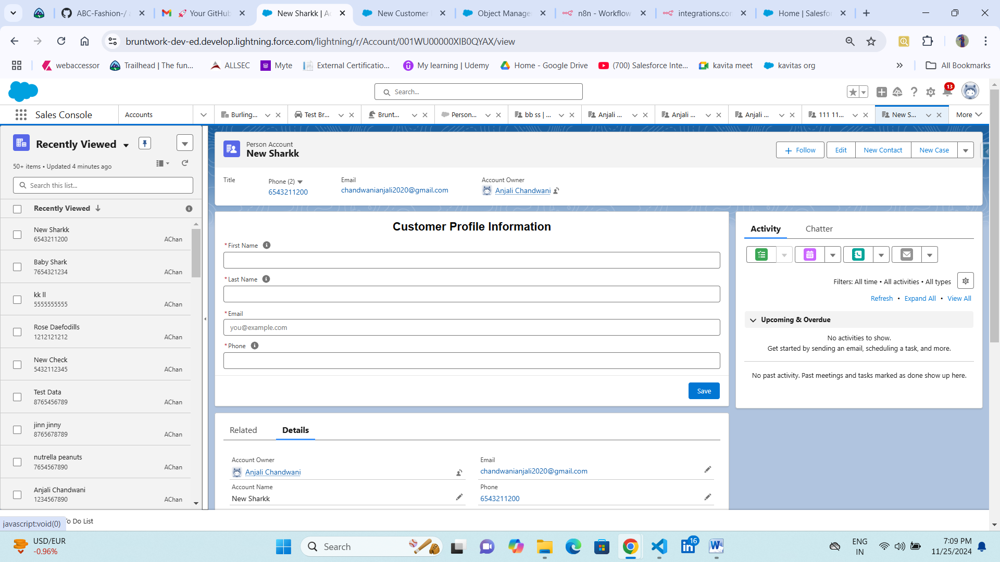 ABC-Fashion-/ a
Your GitHub
New Sharkk | Ac
New Customer
Object Manage
n8n - Workflow
integrations.cor
Home | Salesfor
bruntwork-dev-ed.develop.lightning.force.com/lightning/r/Account/001WU00000XIB0QYAX/view
webaccessor
Trailhead | The fun...
ALLSEC
Myte
External Certificatio...
My learning | Udemy
Home - Google Drive
(700) Salesforce Inte...
kavita meet
kavitas org
All Bookmarks
Search...
13
Sales Console
Accounts
Burling...
Test Br...
Brunt...
Person...
bb ss | ...
Anjali ...
Anjali ...
Anjali ...
111 11...
New S...
More
Recently Viewed
50+ items • Updated 4 minutes ago
Search this list...
Recently Viewed
New Sharkk
6543211200 AChan
Baby Shark
7654321234 AChan
kk ll
5555555555 AChan
Rose Daefodills
1212121212 AChan
New Check
5432112345 AChan
Test Data
8765456789 AChan
jinn jinny
8765678789 AChan
nutrella peanuts
7654567890 AChan
Anjali Chandwani
1234567890 AChan
Person Account
New Sharkk
Follow
Edit
New Contact
New Case
Title
Phone (2)
6543211200
Email
chandwanianjali2020@gmail.com
Account Owner
Anjali Chandwani
Customer Profile Information
*First Name
*Last Name
*Email
you@example.com
*Phone
Save
Related
Details
Account Owner
Anjali Chandwani
Email
chandwanianjali2020@gmail.com
Account Name
New Sharkk
Phone
6543211200
Activity
Chatter
Filters: All time • All activities • All types
Refresh • Expand All • View All
Upcoming & Overdue
No activities to show.
Get started by sending an email, scheduling a task, and more.
No past activity. Past meetings and tasks marked as done show up here.
javascript:void(0)
To Do List
USD/EUR
-0.96%
Search
16
ENG
IN
7:09 PM
11/25/2024